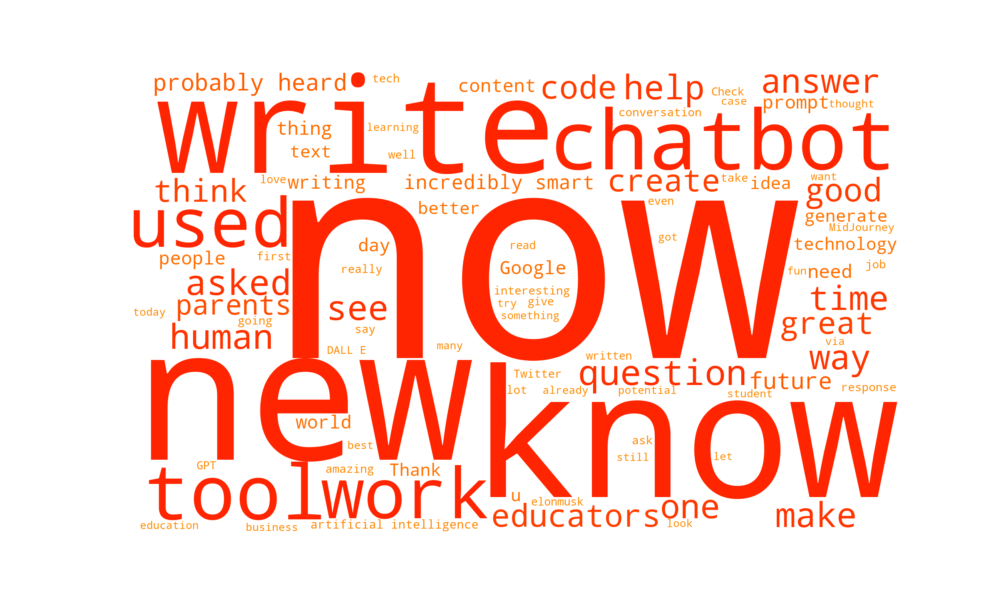 probably heard tech content code help Check answer
case prompt thought
write learning conversation chatbot
thing
text well
think love writing incredibly smart create take idea want good
used now better even generate
MidJourney
people first day really read Google got technology
asked interesting fun need job
parents see try give time
today going something
human say great
DALL E many written way via
new know Twitter question future response
lot already potential student
world
best ask
GPT amazing Thank still let
tool work u elonmusk educators one make
education business artificial intelligence look